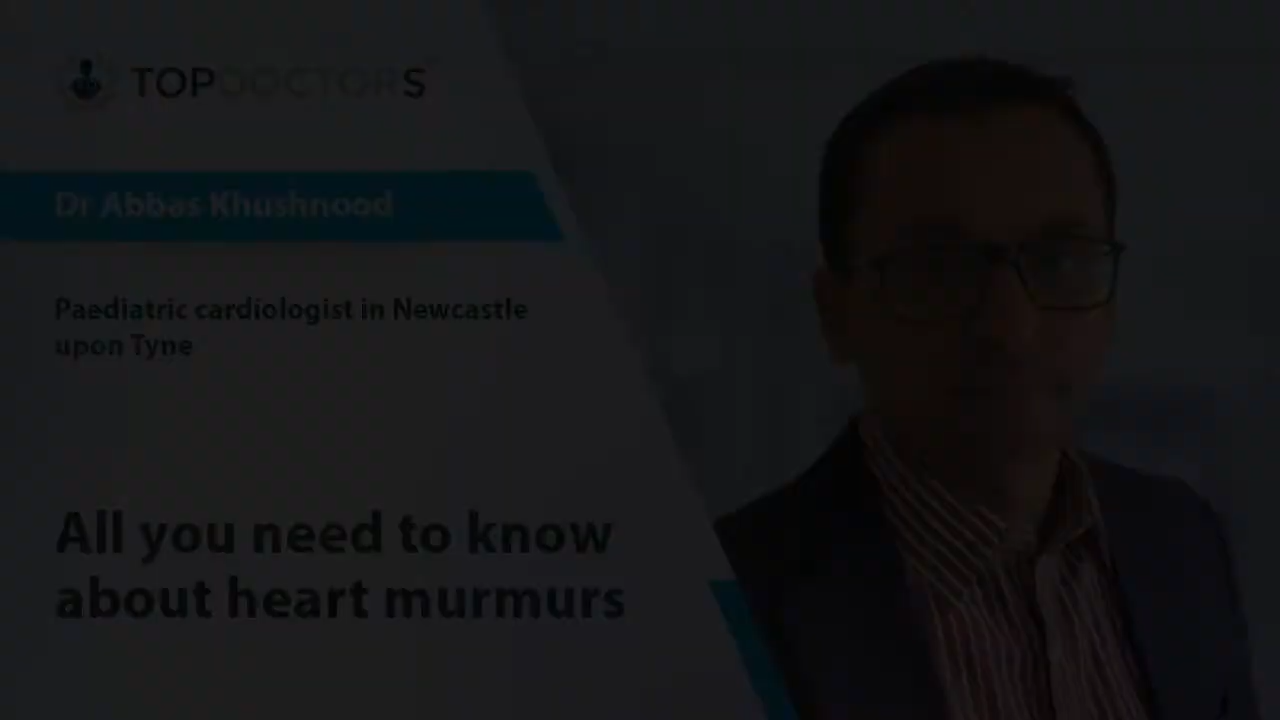 TOPDOCTORS
Dr Abbas Khushnood
Paediatric cardiologist in Newcastle
upon Tyne
All you need to know
about heart murmurs